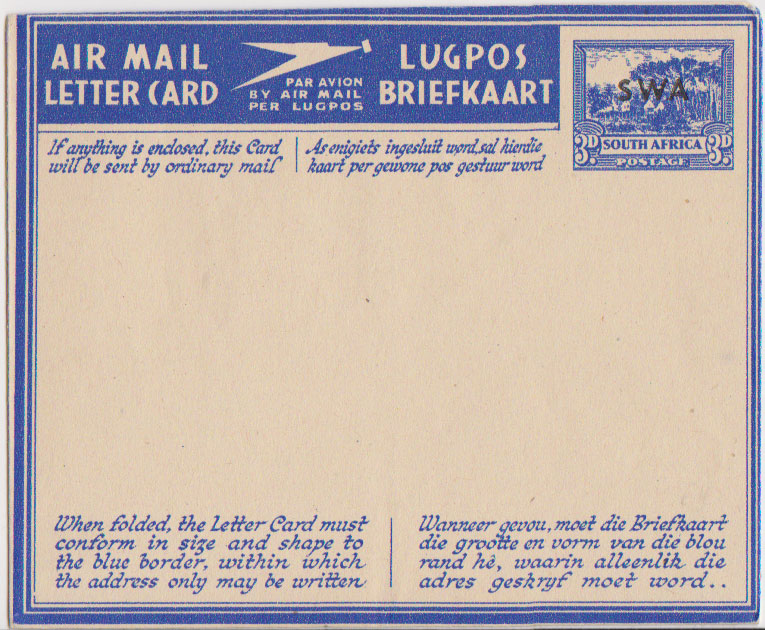 AIR MAIL
LETTER CARD
PAR AVION
BY AIR MAIL
PER LUGPOS
LUGPOS
BRIEFKAART
SWA
3D SOUTH AFRICA 3D
POSTAGE
If anything is enclosed, this Card
will be sent by ordinary mail
As enigiets ingesluit word, sal hierdie
kaart per gewone pos gestuur word
When folded, the Letter Card must
conform in size and shape to
the blue border, within which
the address only may be written
Wanneer gevou, moet die Briefkaart
die grootte en vorm van die blou
rand hê, waarin alleenlik die
adres geskryf moet word..